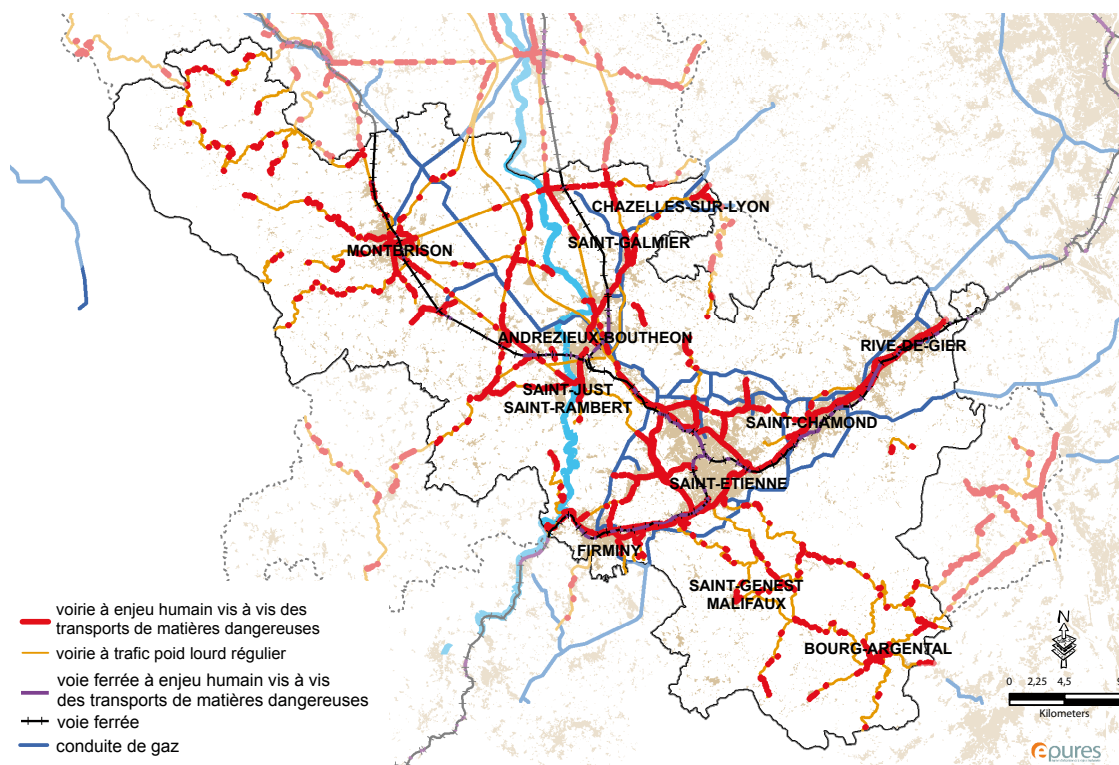 CHAZELLES-SUR-LYON
SAINT-GALMIER
MONTBRISON
ANDREZIEUX-BOUTHEON
RIVE-DE-GIER
SAINT-JUST
SAINT-RAMBERT
SAINT-CHAMOND
SAINT-ETIENNE
FIRMINY
SAINT-GENEST
MALIFAUX
BOURG-ARGENTAL
voirie à enjeu humain vis à vis des
transports de matières dangereuses
voirie à trafic poid lourd régulier
voie ferrée à enjeu humain vis à vis
des transports de matières dangereuses
voie ferrée
conduite de gaz
N
0 2,25 4,5
Kilometers
epures